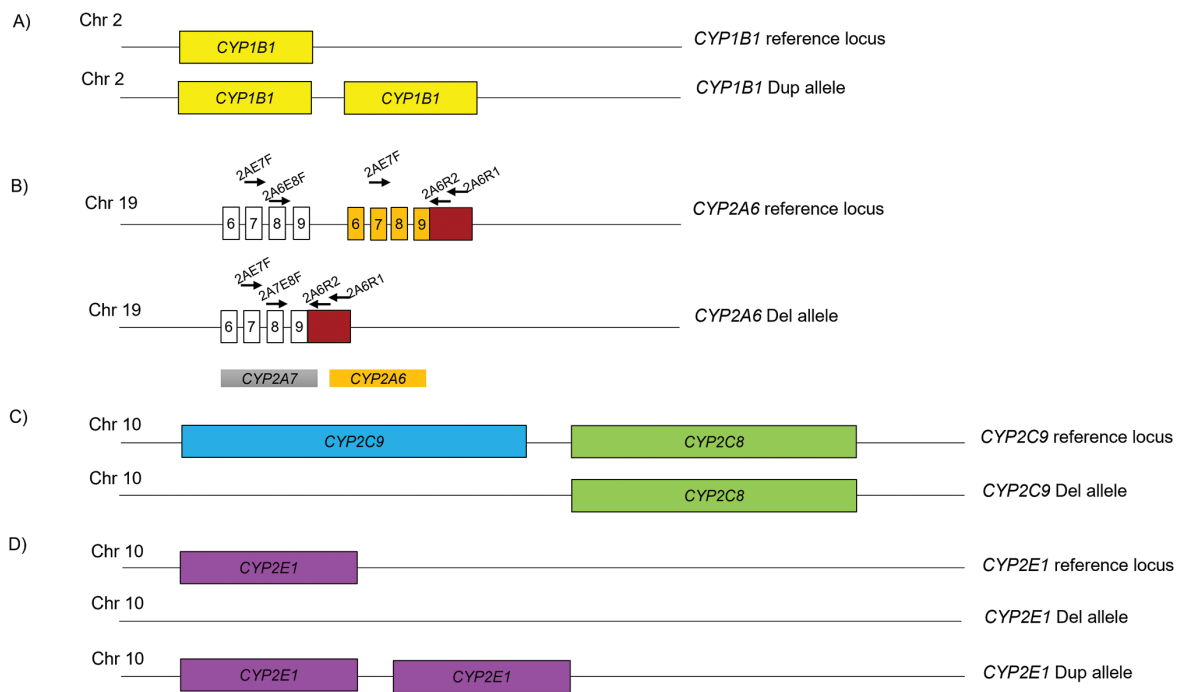 A)
Chr 2
CYP1B1
CYP1B1 reference locus
Chr 2
CYP1B1
CYP1B1
CYP1B1 Dup allele
B)
2AE7F
2A6E8F
2AE7F
2A6R2
2A6R1
Chr 19
6 7 8 9
6 7 8 9
CYP2A6 reference locus
2AE7F
2A7E8F
2A6R2
2A6R1
Chr 19
6 7 8 9
CYP2A6 Del allele
CYP2A7
CYP2A6
C)
Chr 10
CYP2C9
CYP2C8
CYP2C9 reference locus
Chr 10
CYP2C8
CYP2C9 Del allele
D)
Chr 10
CYP2E1
CYP2E1 reference locus
Chr 10
CYP2E1 Del allele
Chr 10
CYP2E1
CYP2E1
CYP2E1 Dup allele